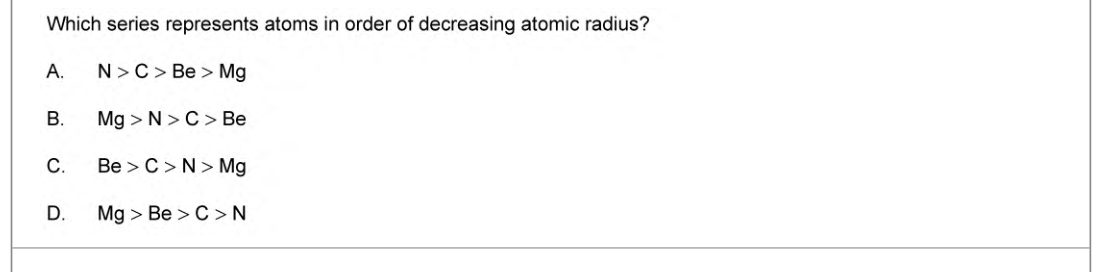 Which series represents atoms in order of decreasing atomic radius?
A. N > C > Be > Mg
B. Mg > N > C > Be
C. Be > C > N > Mg
D. Mg > Be > C > N